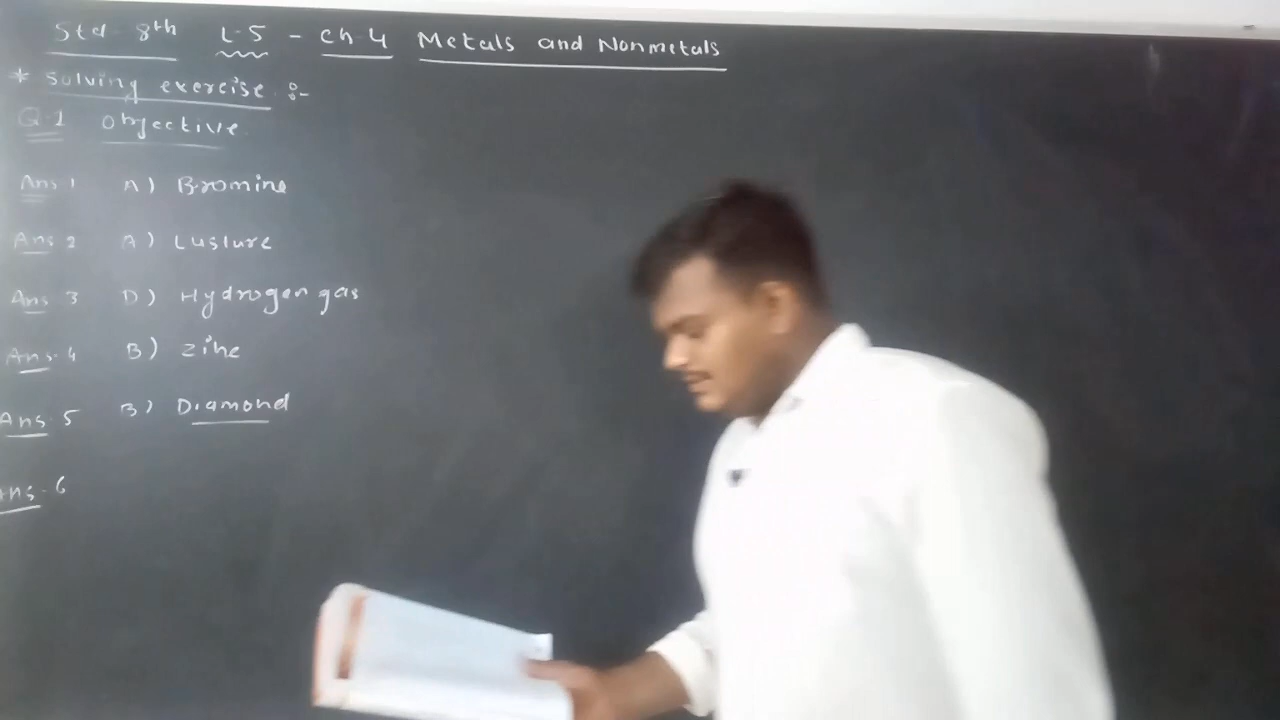 Std-8th L-5 - Ch-4 Metals and Nonmetals
* Solving exercise :-
Q-1 Objective
Ans-1 A) Bromine
Ans-2 A) Lusture
Ans-3 D) Hydrogen gas
Ans-4 B) Zinc
Ans-5 B) Diamond
Ans-6